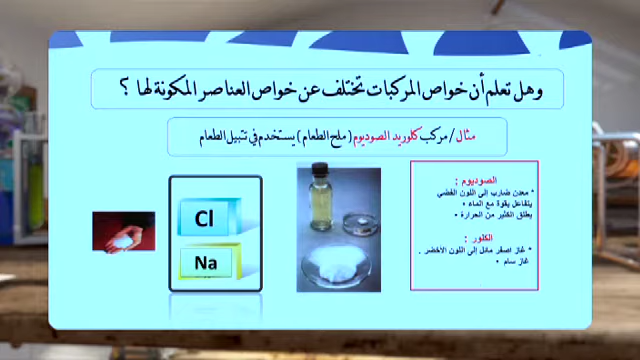 وهل تعلم أن خواص المركبات تختلف عن خواص العناصر المكونة لها ؟
مثال / مركب كلوريد الصوديوم ( ملح الطعام ) يستخدم في تتبيل الطعام
الصوديوم :
* معدن ضارب إلى اللون الفضي
يتفاعل بقوة مع الماء •
يطلق الكثير من الحرارة •
الكلور :
* غاز اصفر مائل إلى اللون الأخضر .
غاز سام •
Cl
Na